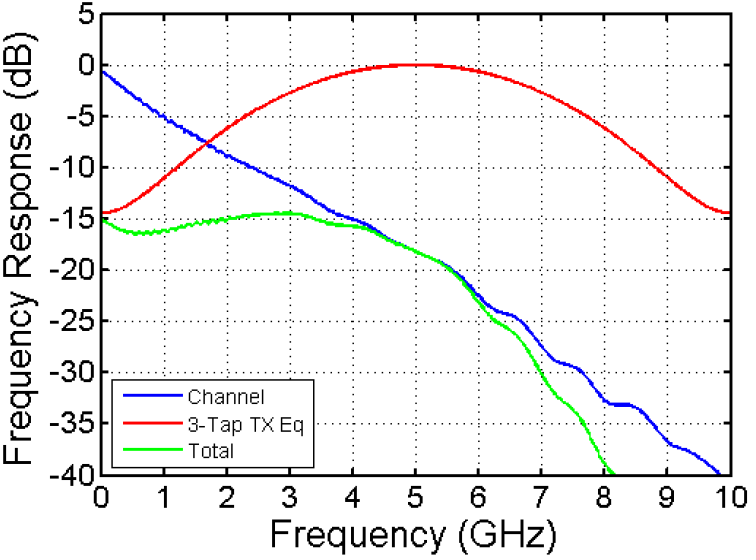 Frequency Response (dB)
5
0
-5
-10
-15
-20
-25
-30
-35
-40
Channel
3-Tap TX Eq
Total
0 1 2 3 4 5 6 7 8 9 10
Frequency (GHz)